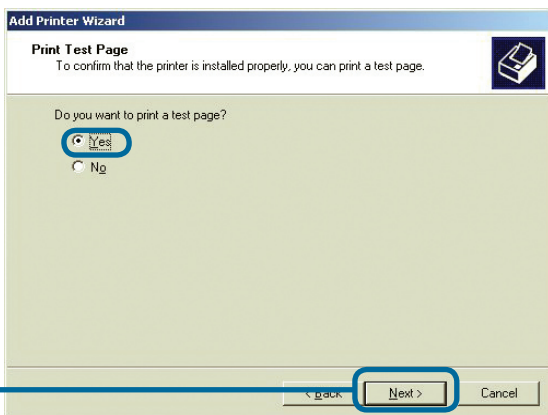 Add Printer Wizard
Print Test Page
To confirm that the printer is installed properly, you can print a test page.
Do you want to print a test page?
Yes
No
< Back
Next >
Cancel